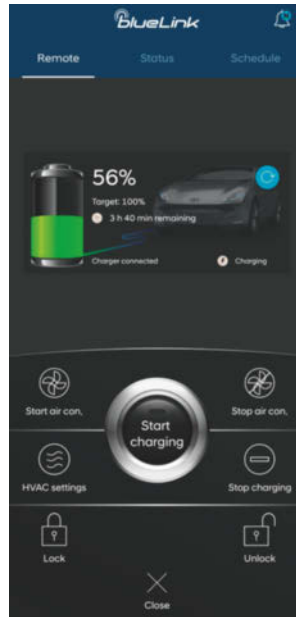 blueLink
Remote Status Schedule
56%
Target: 100%
3 h 40 min remaining
Charger connected Charging
Start air con. Stop air con.
Start
charging
HVAC settings Stop charging
Lock Unlock
Close